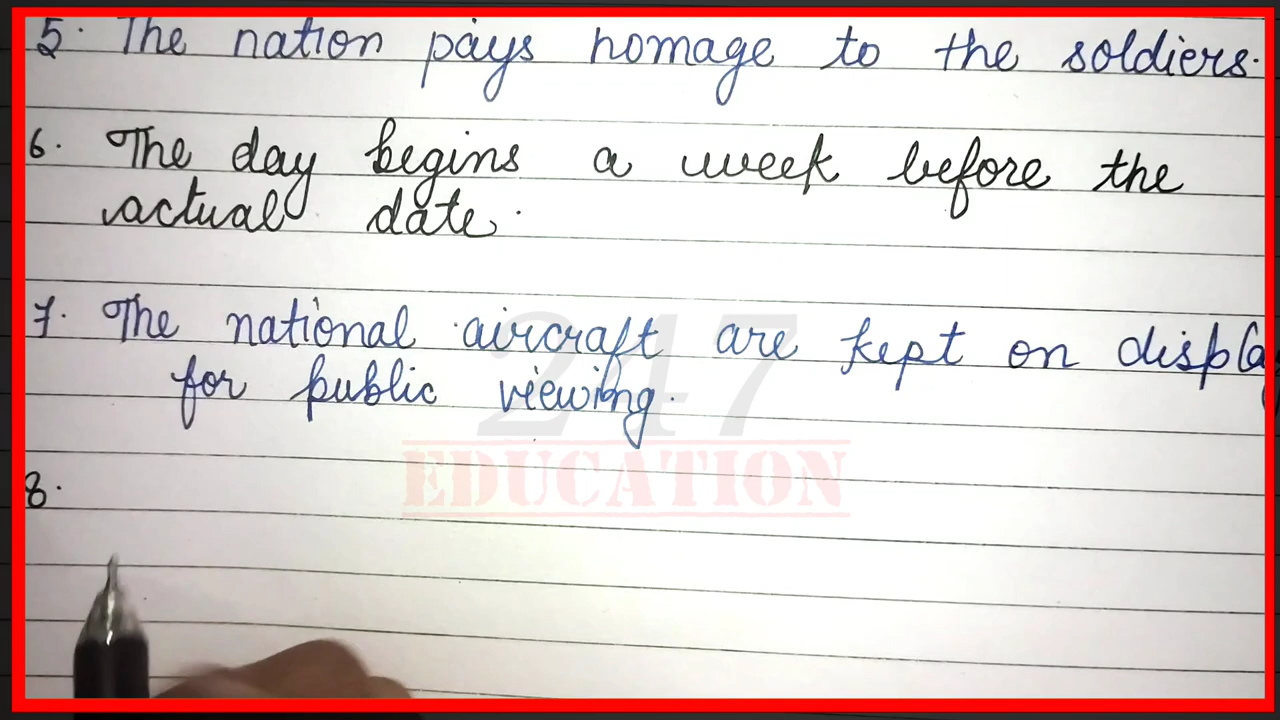 5. The nation pays homage to the soldiers.
6. The day begins a week before the
actual date.
7. The national aircraft are kept on displa
for public viewing.
247
EDUCATION
8.